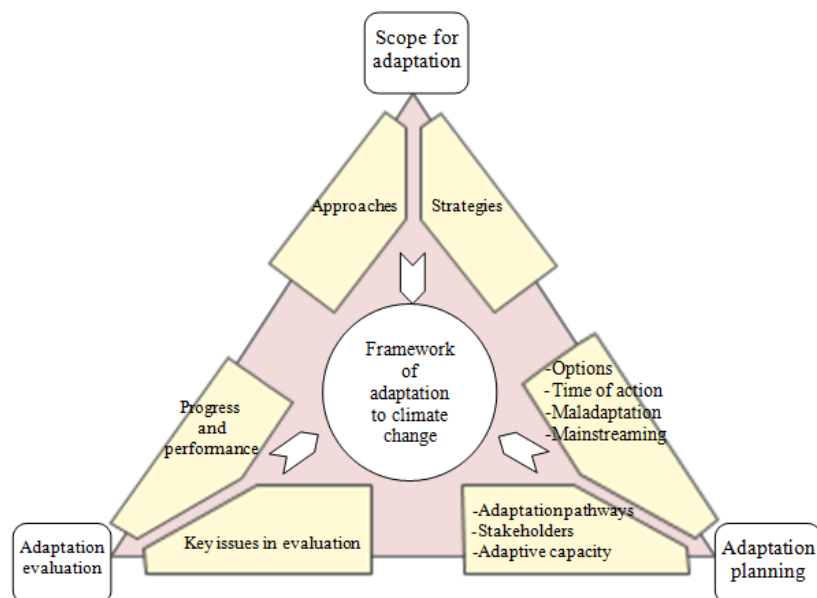 Scope for
adaptation
Approaches
Strategies
Framework
of
adaptation
to climate
change
-Options
-Time of action
-Maladaptation
-Mainstreaming
Progress
and
performance
-Adaptationpathways
-Stakeholders
-Adaptive capacity
Key issues in evaluation
Adaptation
evaluation
Adaptation
planning